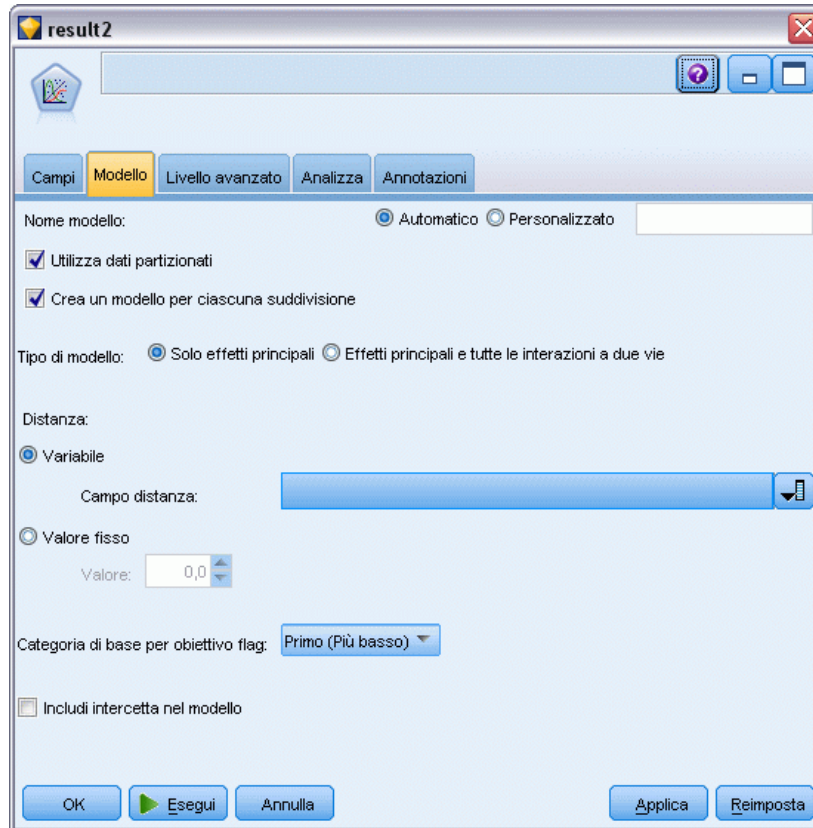 result2
Campi Modello Livello avanzato Analizza Annotazioni
Nome modello: Automatico Personalizzato
Utilizza dati partizionati
Crea un modello per ciascuna suddivisione
Tipo di modello: Solo effetti principali Effetti principali e tutte le interazioni a due vie
Distanza:
Variabile
Campo distanza:
Valore fisso
Valore: 0,0
Categoria di base per obiettivo flag: Primo (Più basso)
Includi intercetta nel modello
OK Esegui Annulla Applica Reimposta